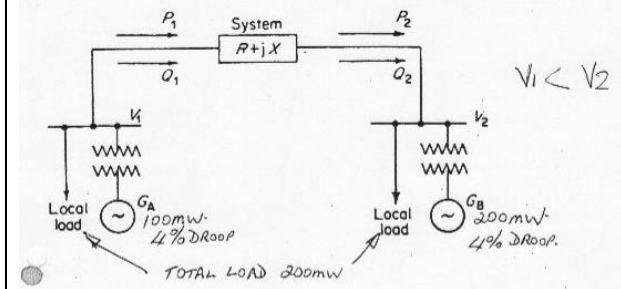 P1
System
P2
R+jX
Q1
Q2
V1 < V2
V1
V2
Local load
GA
100MW-
4% DROOP
Local load
GB
200MW-
4% DROOP.
TOTAL LOAD 200MW